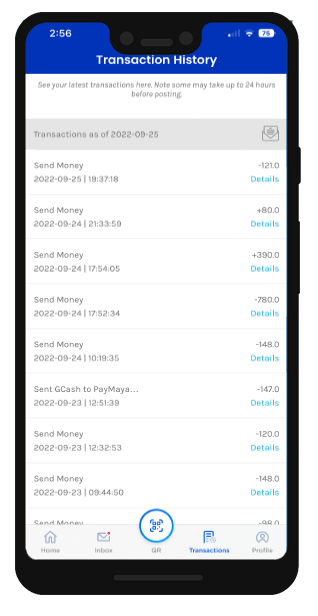 2:56
75
Transaction History
See your latest transactions here. Note some may take up to 24 hours
before posting.
Transactions as of 2022-09-25
Send Money -121.0
2022-09-25 | 19:37:18 Details
Send Money +80.0
2022-09-24 | 21:33:59 Details
Send Money +390.0
2022-09-24 | 17:54:05 Details
Send Money -780.0
2022-09-24 | 17:52:34 Details
Send Money -148.0
2022-09-24 | 10:19:35 Details
Sent GCash to PayMaya... -147.0
2022-09-23 | 12:51:39 Details
Send Money -120.0
2022-09-23 | 12:32:53 Details
Send Money -148.0
2022-09-23 | 09:44:50 Details
Send Money -98.0
Home Inbox QR Transactions Profile